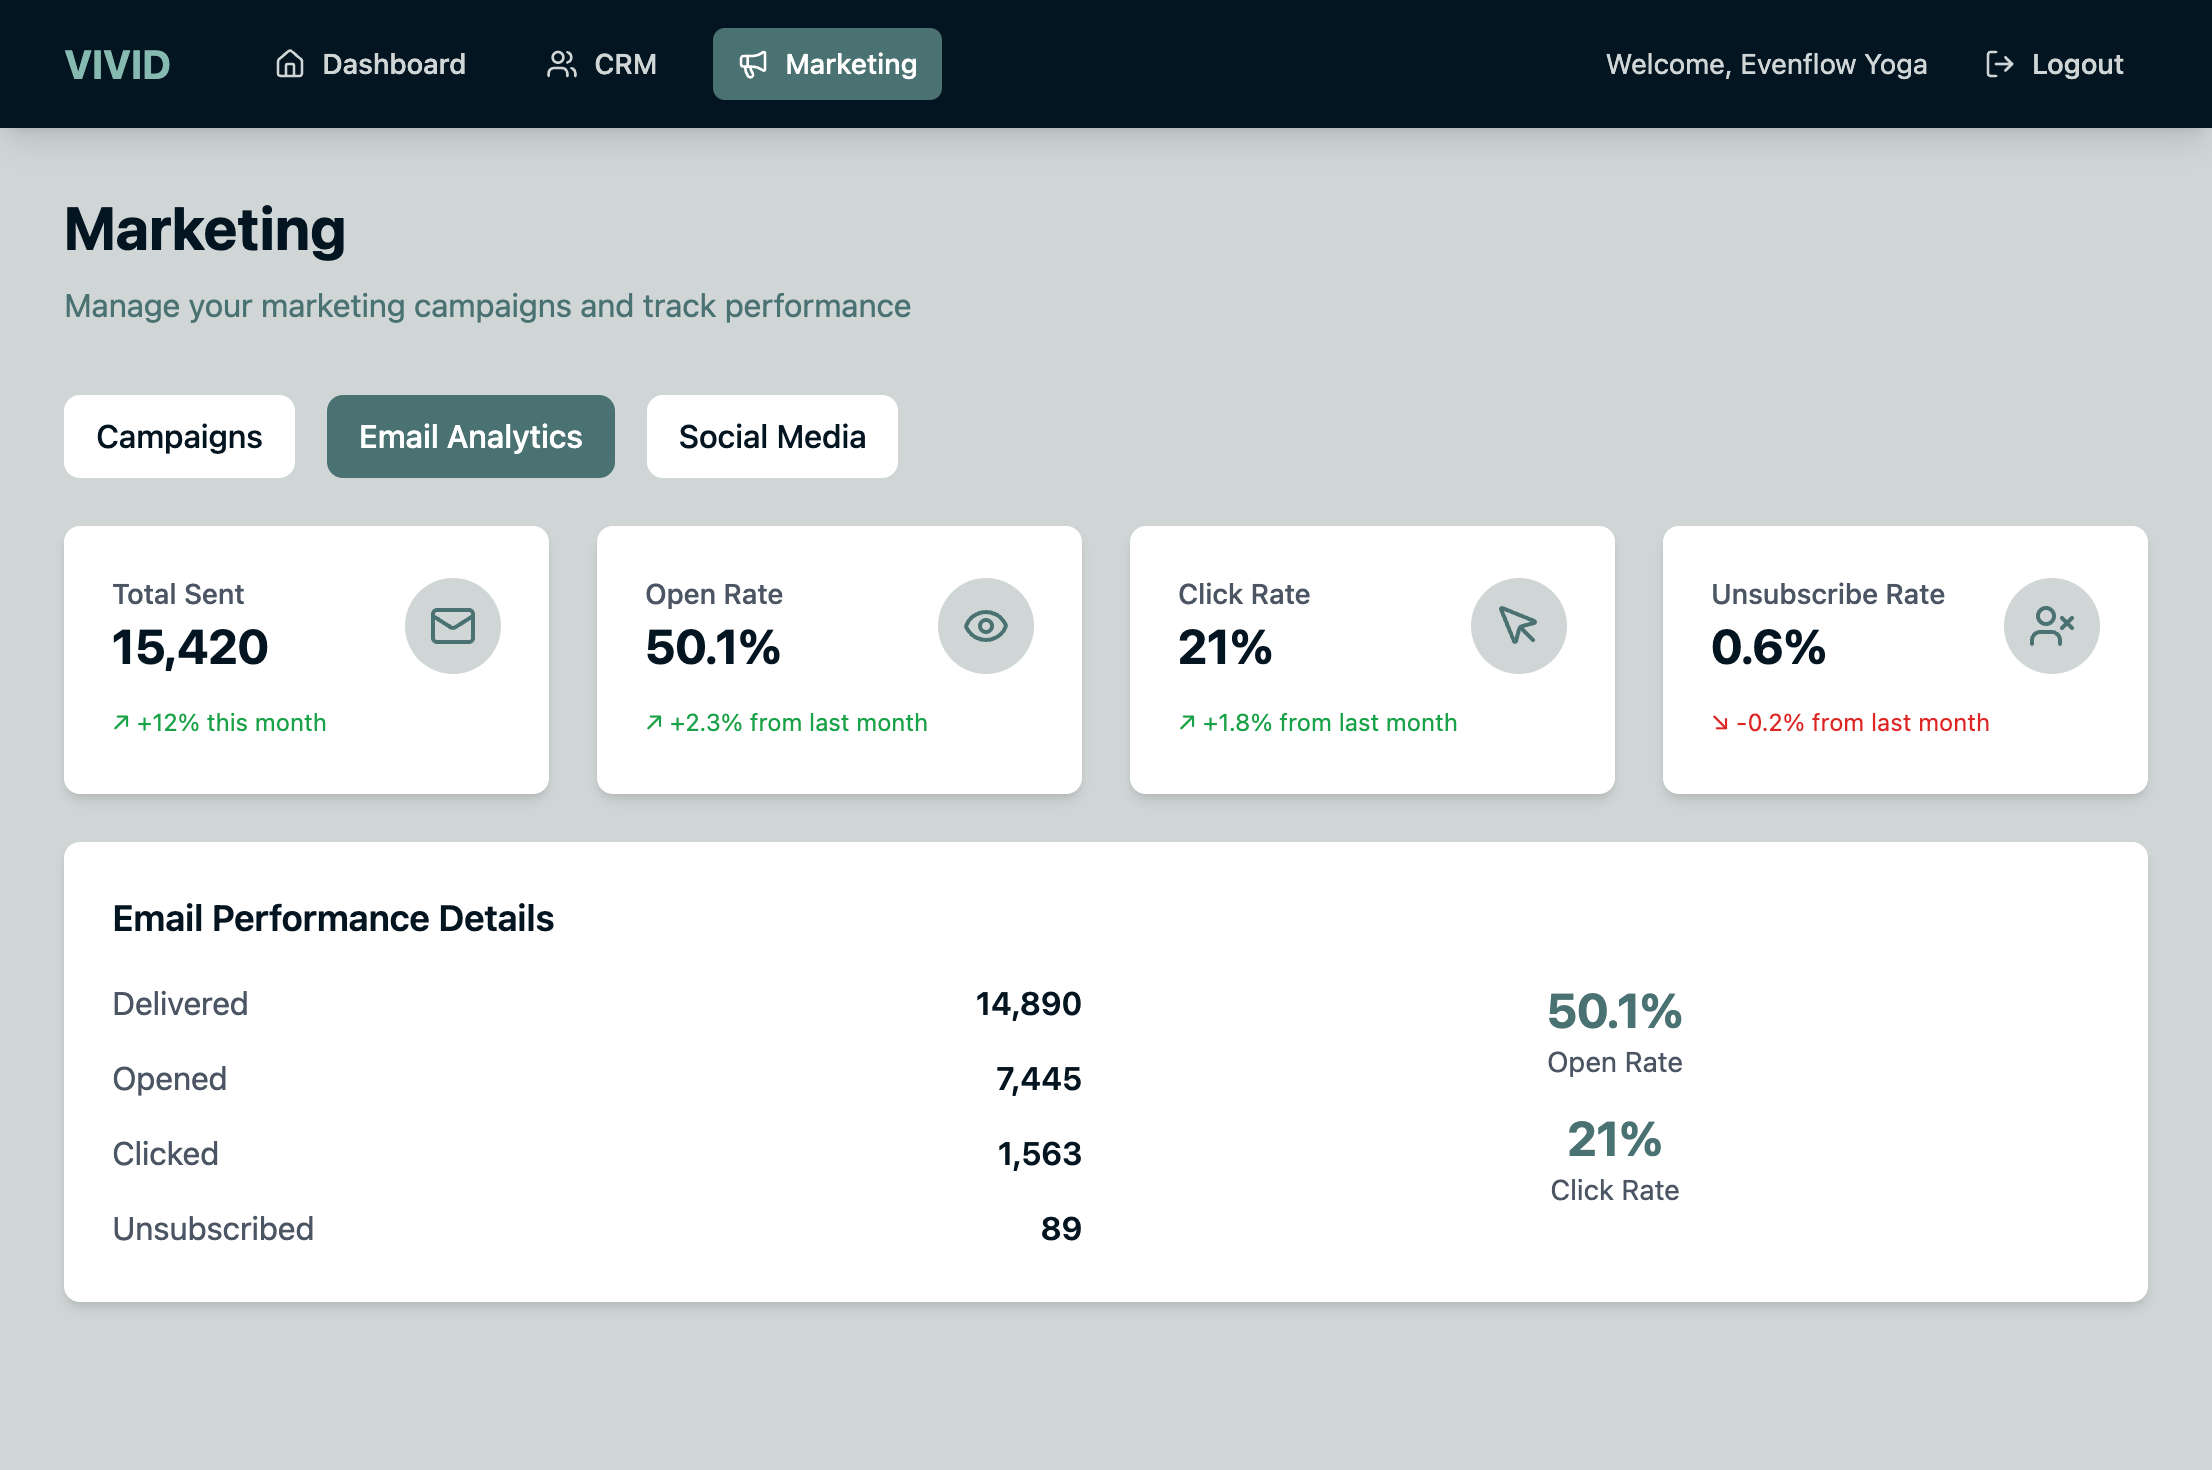 VIVID
Dashboard
CRM
Marketing
Welcome, Evenflow Yoga
Logout
Marketing
Manage your marketing campaigns and track performance
Campaigns
Email Analytics
Social Media
Total Sent
15,420
↗ +12% this month
Open Rate
50.1%
↗ +2.3% from last month
Click Rate
21%
↗ +1.8% from last month
Unsubscribe Rate
0.6%
↘ -0.2% from last month
Email Performance Details
Delivered 14,890
Opened 7,445
Clicked 1,563
Unsubscribed 89
50.1%
Open Rate
21%
Click Rate